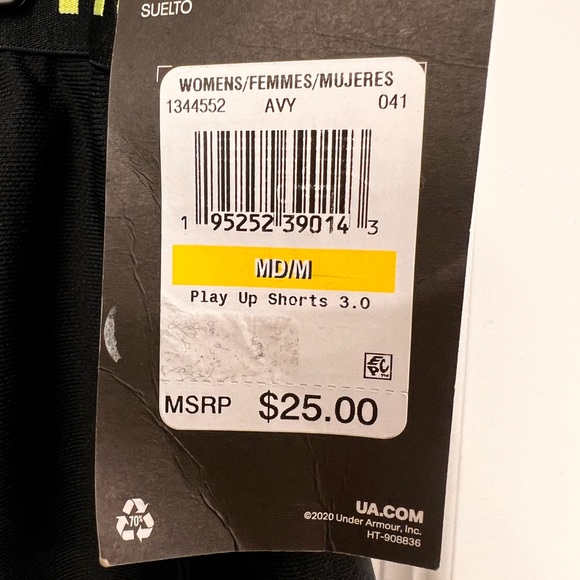 SUELTO
WOMENS/FEMMES/MUJERES
1344552 AVY 041
1 95252 39014 3
MD/M
Play Up Shorts 3.0
EPC™
MSRP $25.00
70%
UA.COM
©2020 Under Armour, Inc.
HT-908836